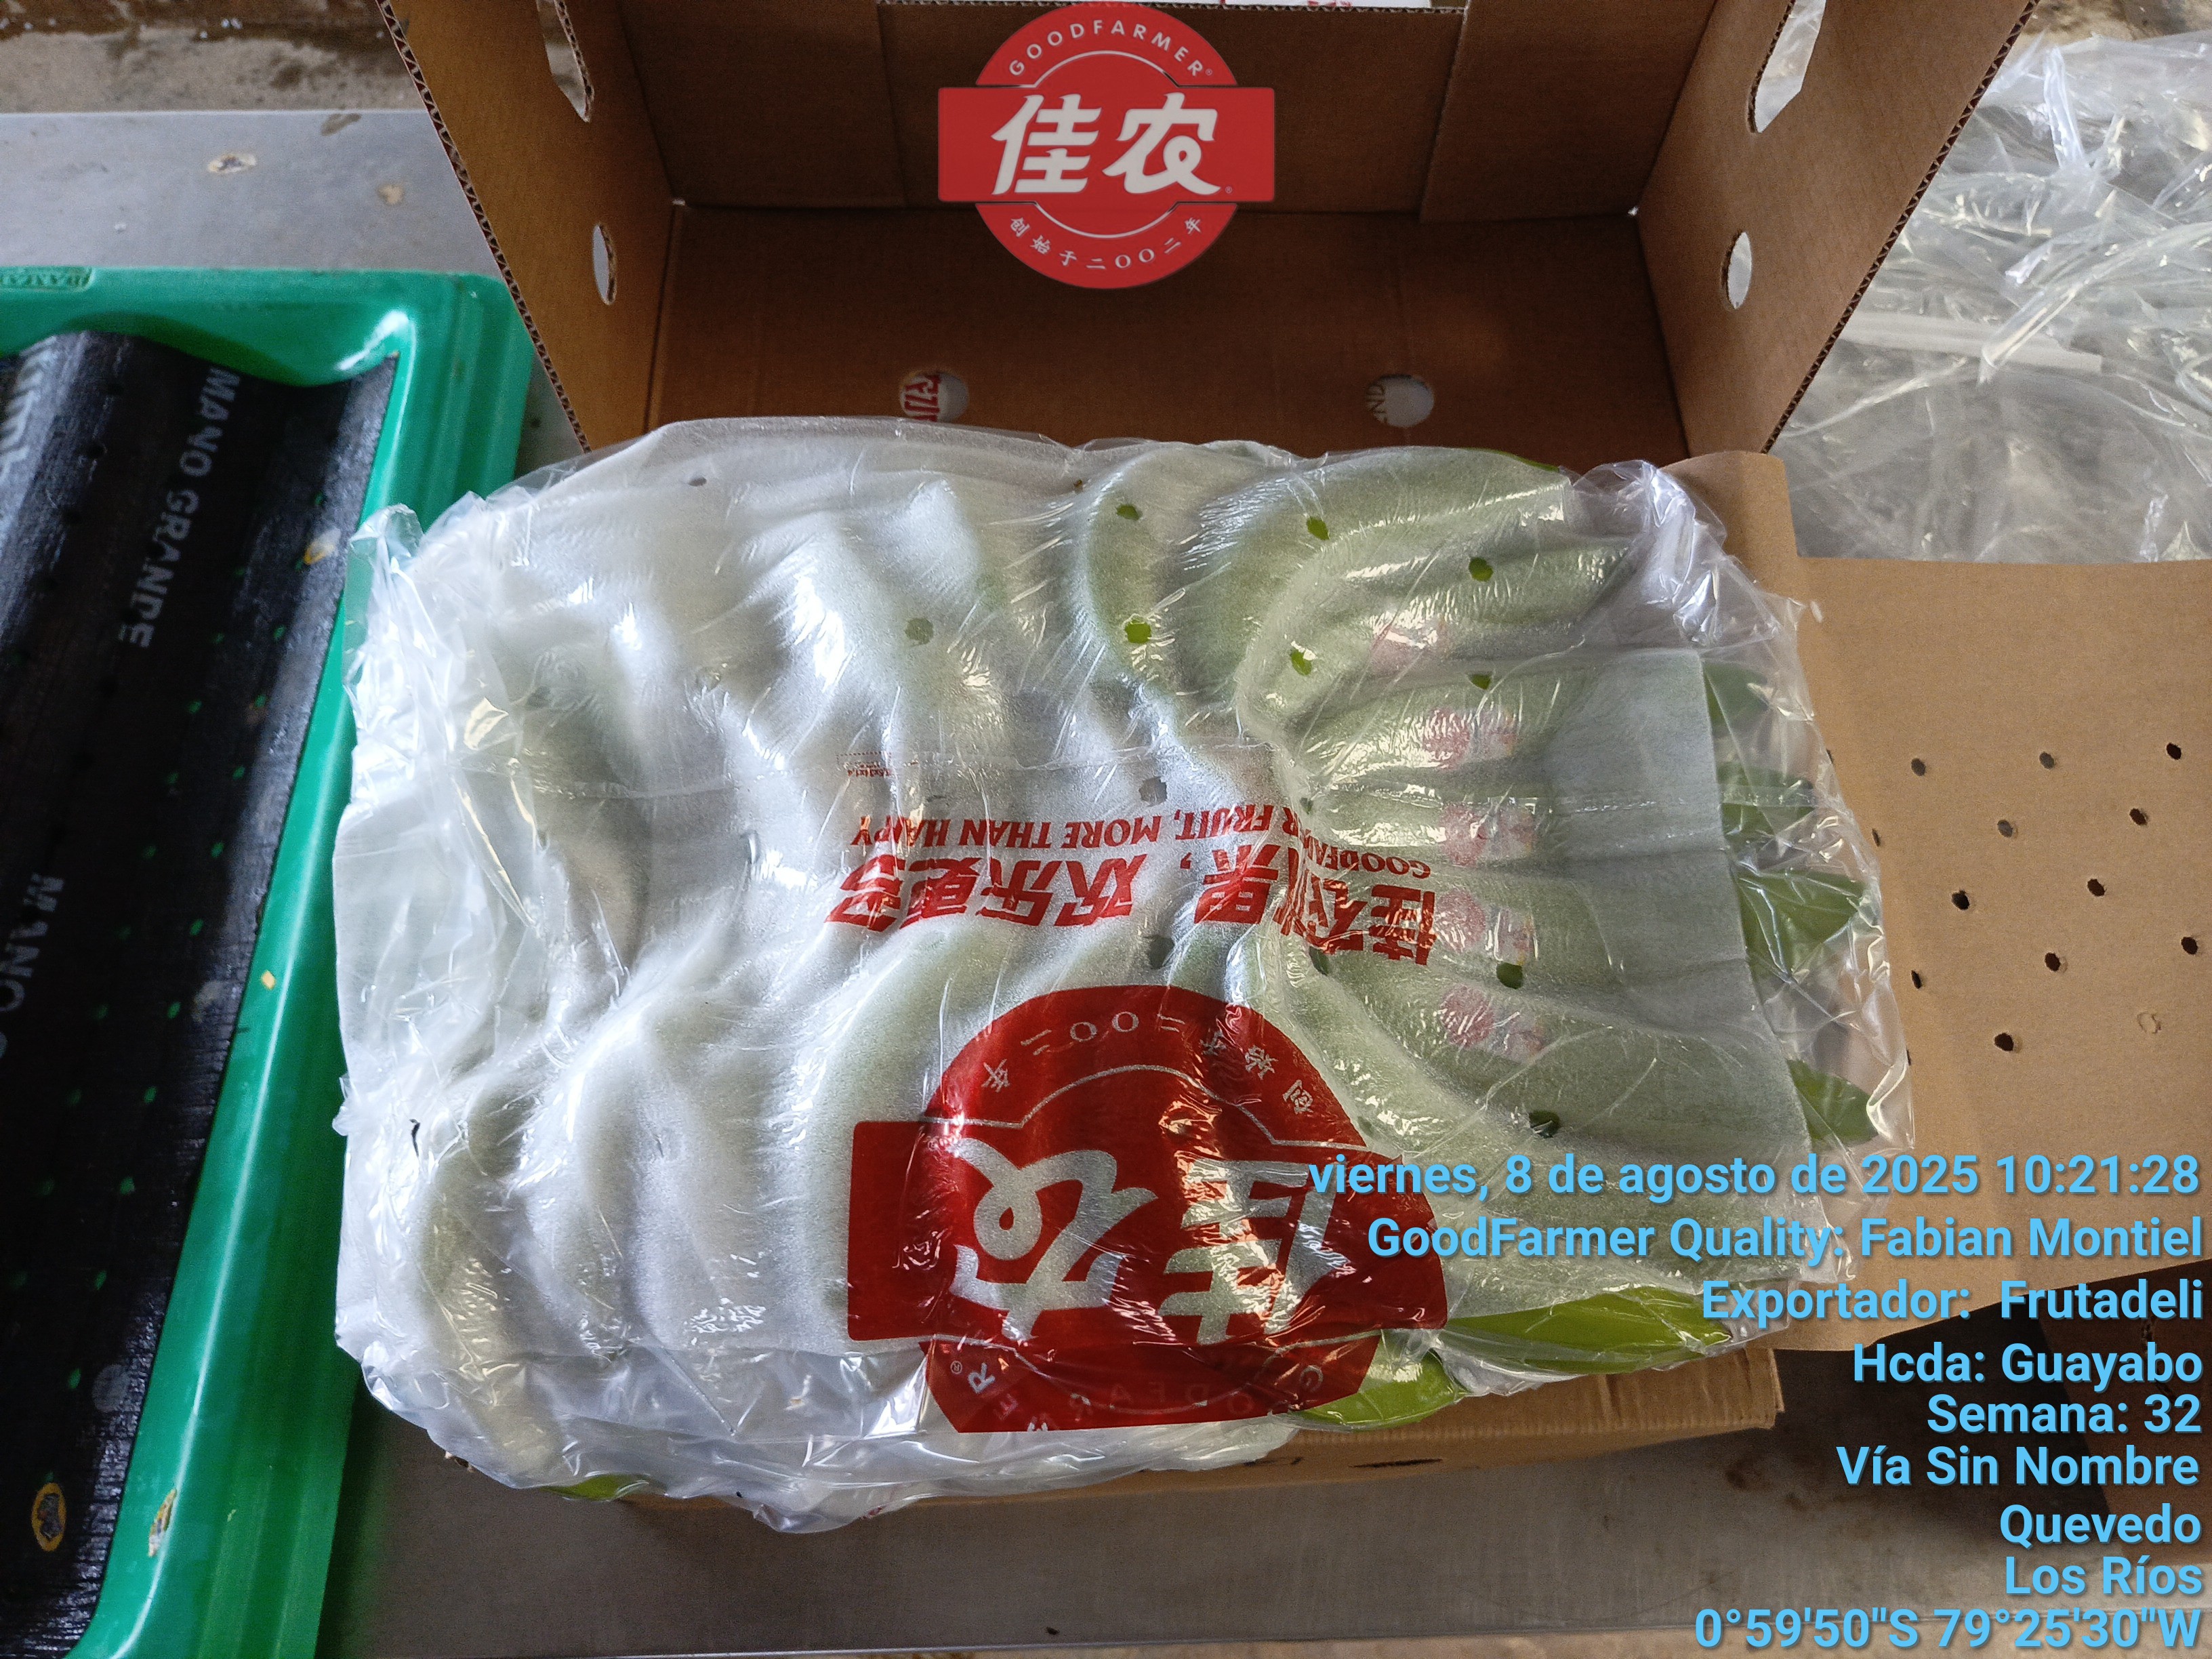 GOODFARMER®
佳农®
创始于二〇〇二年
MANO GRANDE
MANO
佳农水果，欢乐更多
GOODFARMER FRUIT, MORE THAN HAPPY
创始于二〇〇二年
佳农
GOODFARMER®
viernes, 8 de agosto de 2025 10:21:28
GoodFarmer Quality: Fabian Montiel
Exportador: Frutadeli
Hcda: Guayabo
Semana: 32
Vía Sin Nombre
Quevedo
Los Ríos
0°59'50"S 79°25'30"W